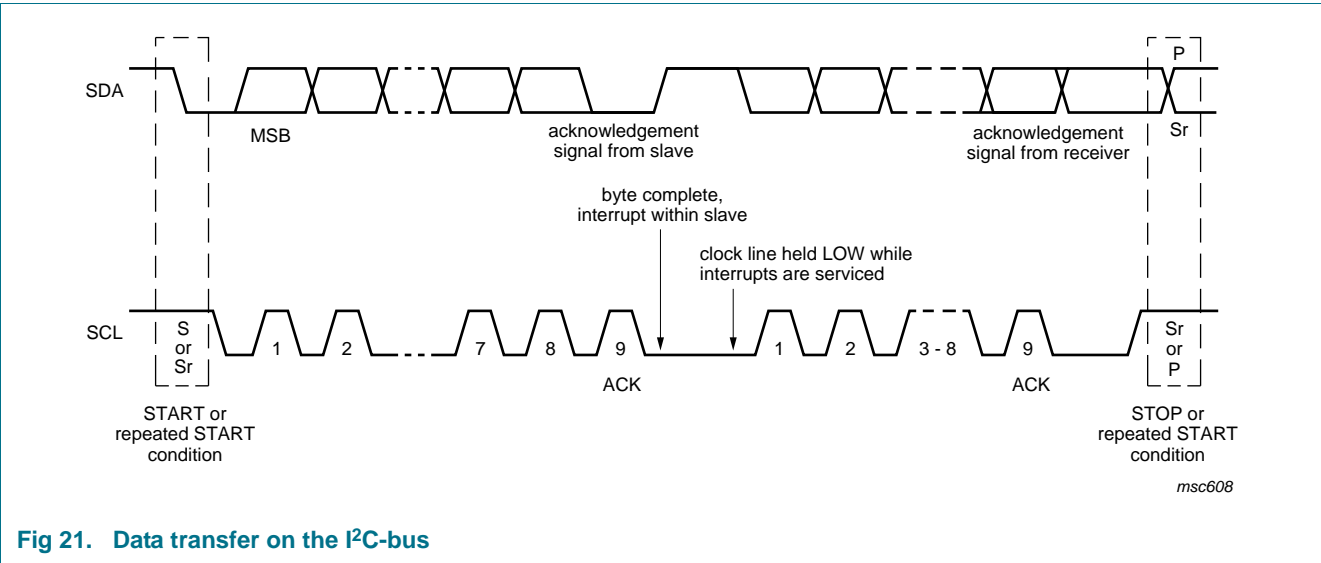 P
SDA
MSB
acknowledgement
signal from slave
acknowledgement
signal from receiver
Sr
byte complete,
interrupt within slave
clock line held LOW while
interrupts are serviced
SCL
S
or
Sr
1
2
7
8
9
1
2
3 - 8
9
Sr
or
P
ACK
ACK
START or
repeated START
condition
STOP or
repeated START
condition
msc608
Fig 21. Data transfer on the I²C-bus